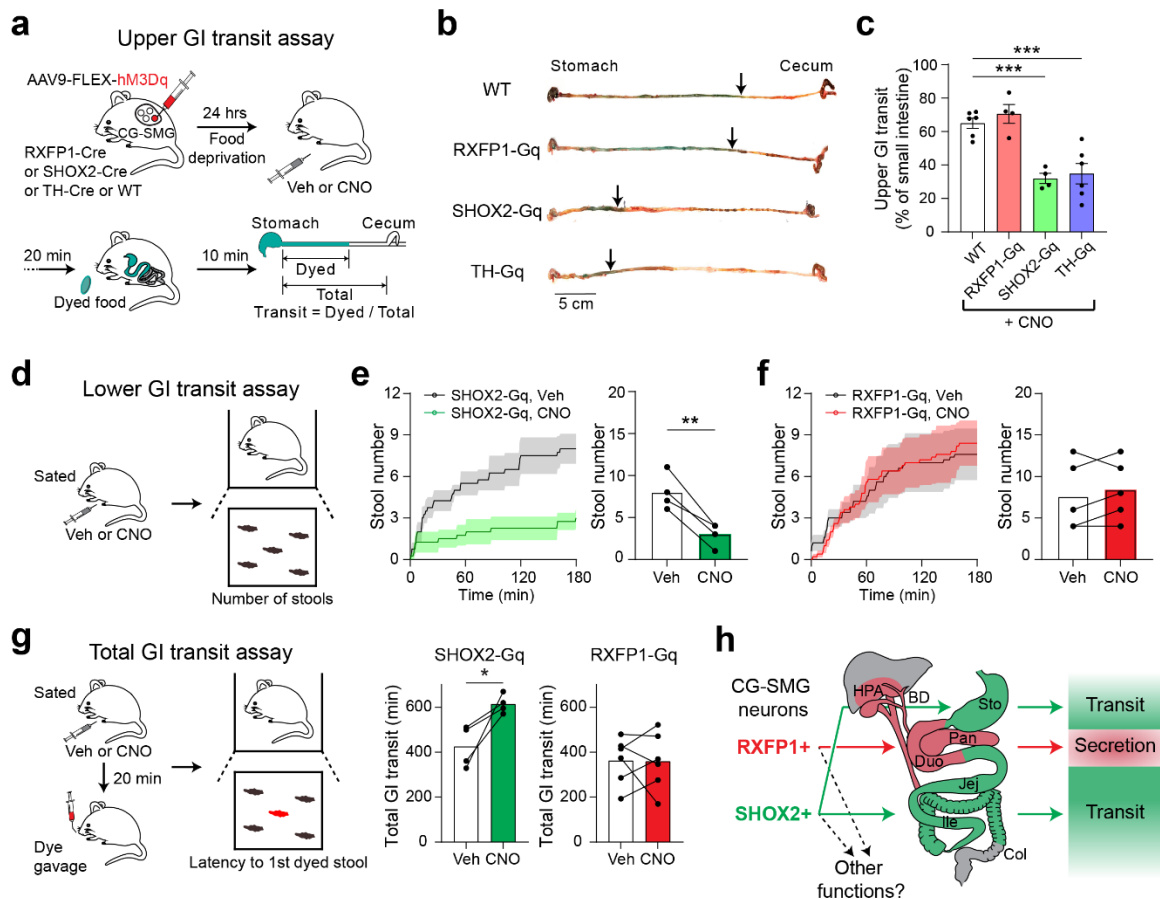 a
Upper GI transit assay
AAV9-FLEX-hM3Dq
CG-SMG
24 hrs
Food
deprivation
RXFP1-Cre
or SHOX2-Cre
or TH-Cre or WT
Veh or CNO
20 min
Dyed food
10 min
Stomach
Cecum
Dyed
Total
Transit = Dyed / Total
b
Stomach
Cecum
WT
RXFP1-Gq
SHOX2-Gq
TH-Gq
5 cm
c
Upper GI transit
(% of small intestine)
100
80
60
40
20
0
***
***
WT
RXFP1-Gq
SHOX2-Gq
TH-Gq
+ CNO
d
Lower GI transit assay
Sated
Veh or CNO
Number of stools
e
SHOX2-Gq, Veh
SHOX2-Gq, CNO
Stool number
12
9
6
3
0
0
60
120
180
Time (min)
Stool number
20
15
10
5
0
**
Veh
CNO
f
RXFP1-Gq, Veh
RXFP1-Gq, CNO
Stool number
12
9
6
3
0
0
60
120
180
Time (min)
Stool number
20
15
10
5
0
Veh
CNO
g
Total GI transit assay
Sated
Veh or CNO
20 min
Dye
gavage
Latency to 1st dyed stool
SHOX2-Gq
Total GI transit (min)
600
400
200
0
*
Veh CNO
RXFP1-Gq
Total GI transit (min)
600
400
200
0
Veh CNO
h
CG-SMG
neurons
RXFP1+
SHOX2+
Other
functions?
HPA
BD
Sto
Pan
Duo
Jej
Ile
Col
Transit
Secretion
Transit